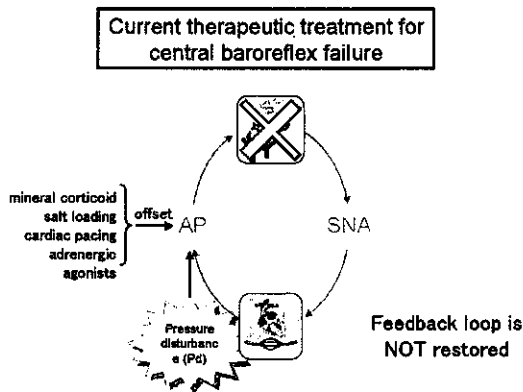 Current therapeutic treatment for
central baroreflex failure
mineral corticoid
salt loading
cardiac pacing
adrenergic
agonists
offset
AP
SNA
Pressure
disturbanc
e (Pd)
Feedback loop is
NOT restored